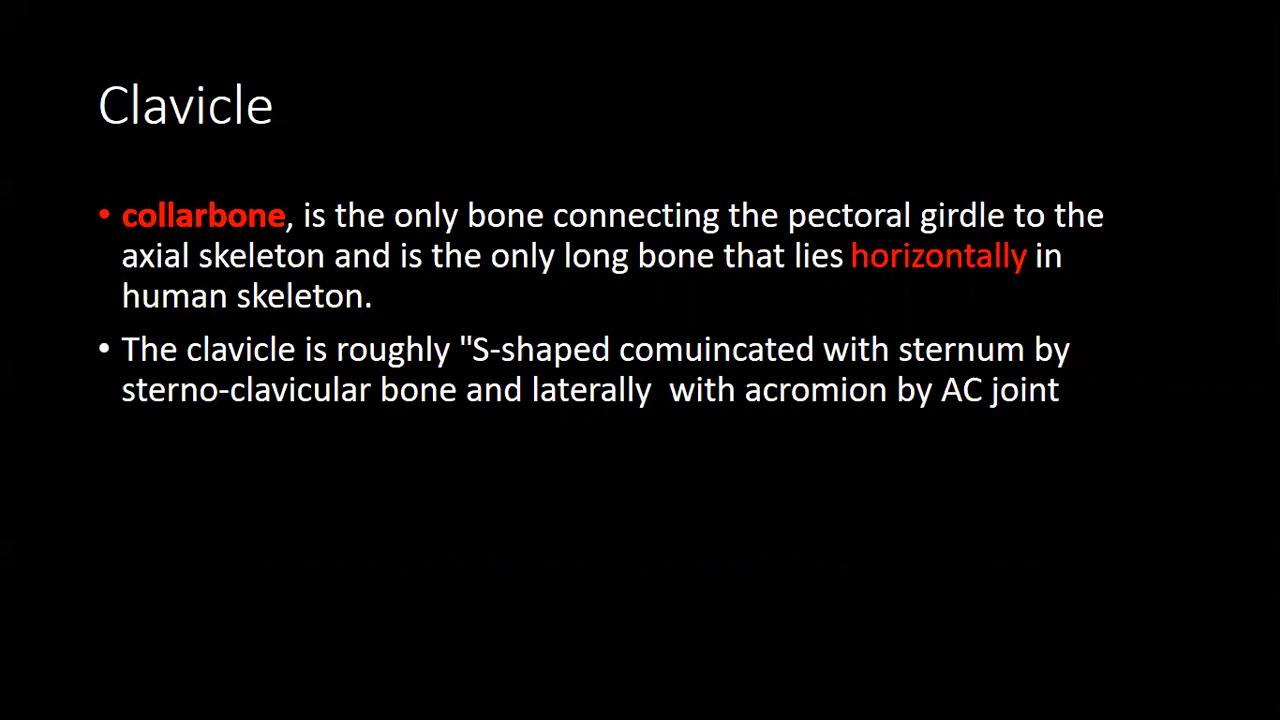 Clavicle
• collarbone, is the only bone connecting the pectoral girdle to the
axial skeleton and is the only long bone that lies horizontally in
human skeleton.
• The clavicle is roughly "S-shaped comuincated with sternum by
sterno-clavicular bone and laterally  with acromion by AC joint